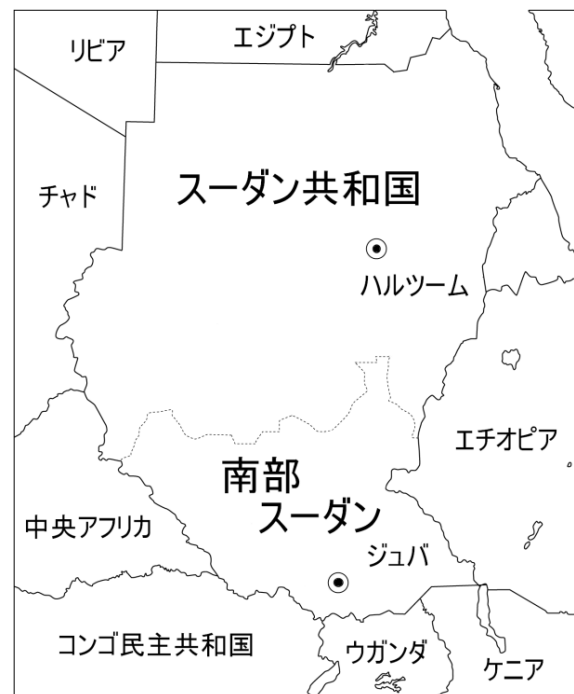 エジプト
リビア
チャド
スーダン共和国
ハルツーム
エチオピア
南部
スーダン
中央アフリカ
ジュバ
コンゴ民主共和国
ウガンダ
ケニア